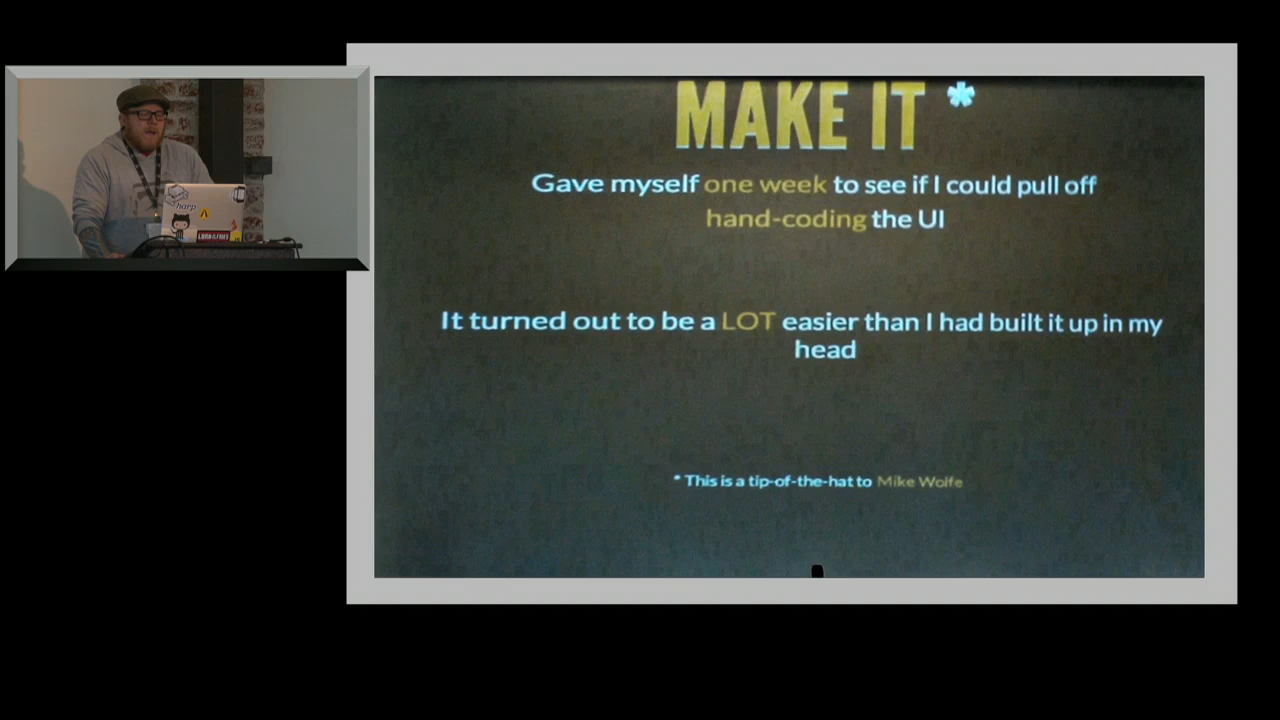 MAKE IT *
Gave myself one week to see if I could pull off
hand-coding the UI
It turned out to be a LOT easier than I had built it up in my
head
* This is a tip-of-the-hat to Mike Wolfe
harp